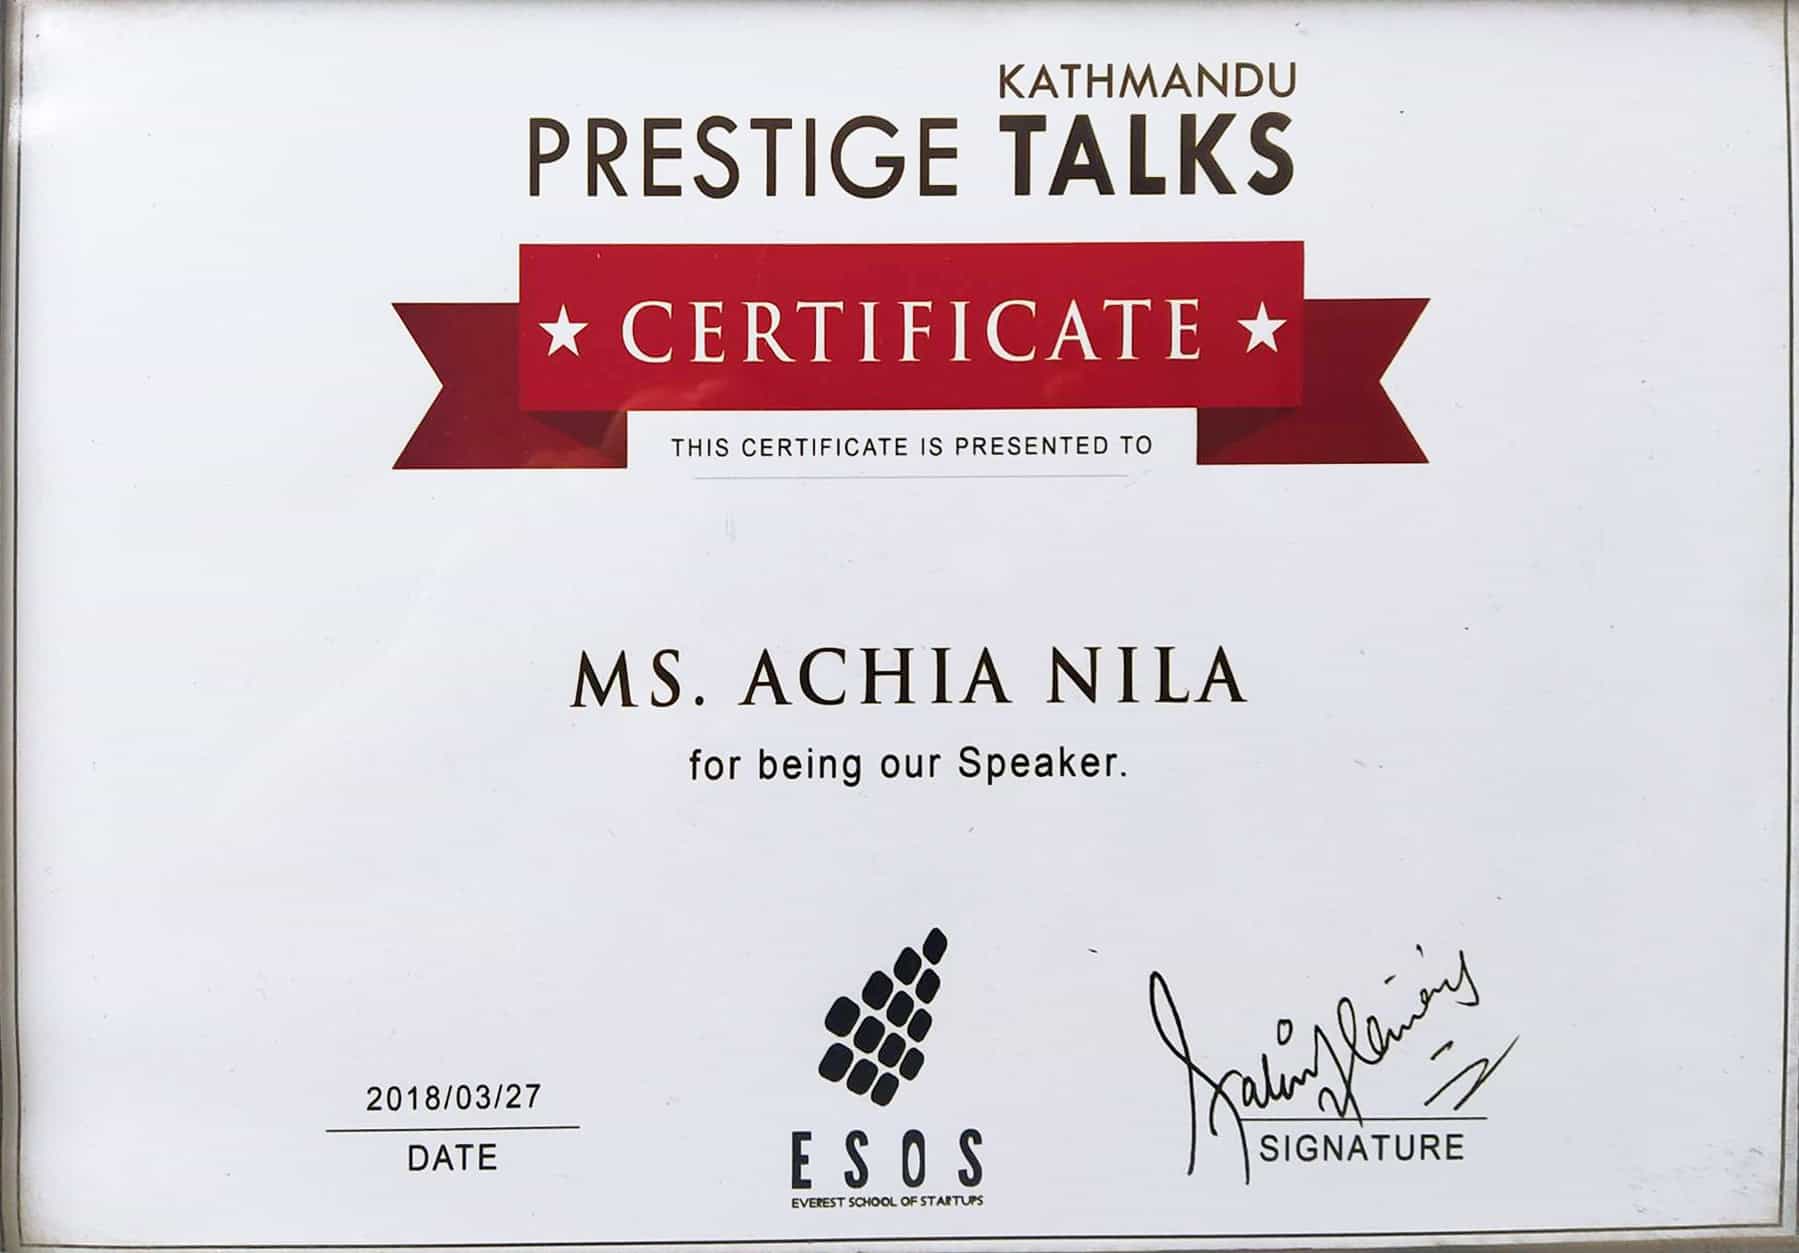 KATHMANDU
PRESTIGE TALKS
CERTIFICATE
THIS CERTIFICATE IS PRESENTED TO
MS. ACHIA NILA
for being our Speaker.
2018/03/27
DATE
ESOS
EVEREST SCHOOL OF STARTUPS
SIGNATURE